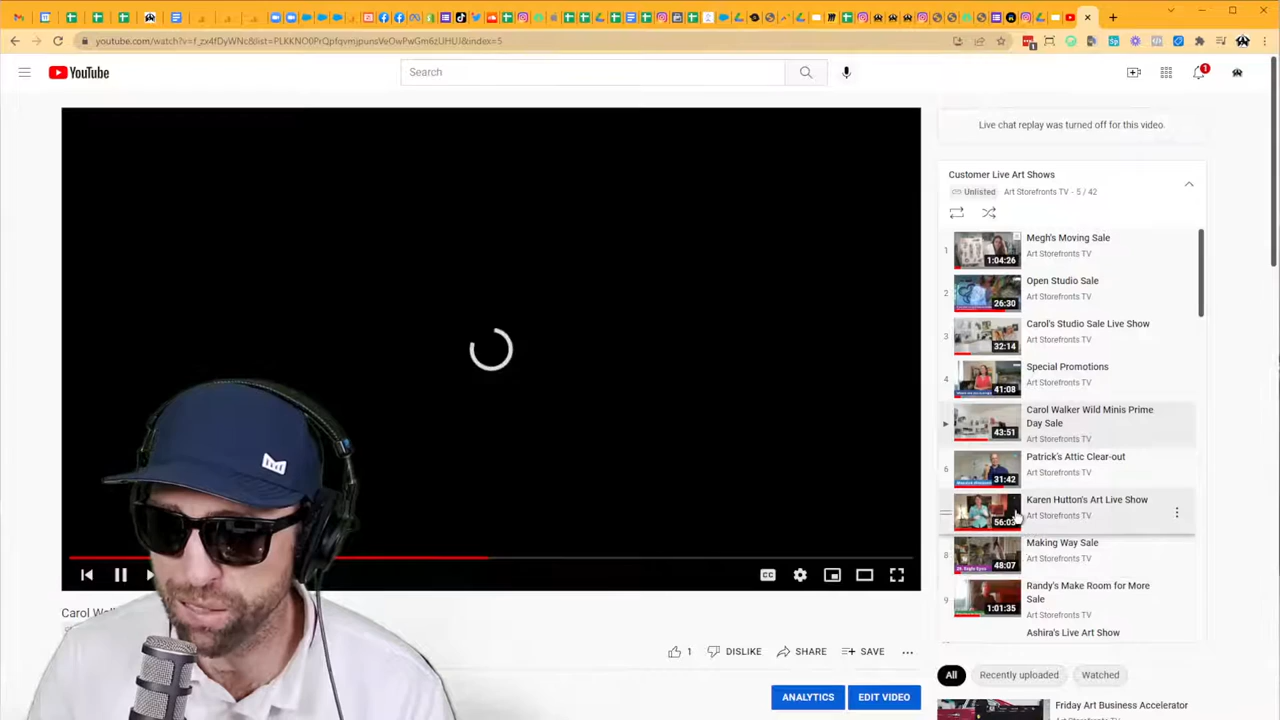 youtube.com/watch?v=f_zx4fDyWNc&list=PLKKNO0PrQpfqvmjpunsVeOwPwGm6zUHUJ&index=5
YouTube
Search
1
Live chat replay was turned off for this video.
Customer Live Art Shows
Unlisted
Art Storefronts TV - 5 / 42
1
1:04:26
Megh's Moving Sale
Art Storefronts TV
2
26:30
Open Studio Sale
Art Storefronts TV
3
32:14
Carol's Studio Sale Live Show
Art Storefronts TV
4
41:08
Special Promotions
Art Storefronts TV
43:51
Carol Walker Wild Minis Prime
Day Sale
Art Storefronts TV
6
31:42
Patrick's Attic Clear-out
Art Storefronts TV
56:03
Karen Hutton's Art Live Show
Art Storefronts TV
8
48:07
Making Way Sale
Art Storefronts TV
9
1:01:35
Randy's Make Room for More
Sale
Art Storefronts TV
Ashira's Live Art Show
CC
Carol
1
DISLIKE
SHARE
SAVE
ANALYTICS
EDIT VIDEO
All
Recently uploaded
Watched
Friday Art Business Accelerator
Art Storefronts TV